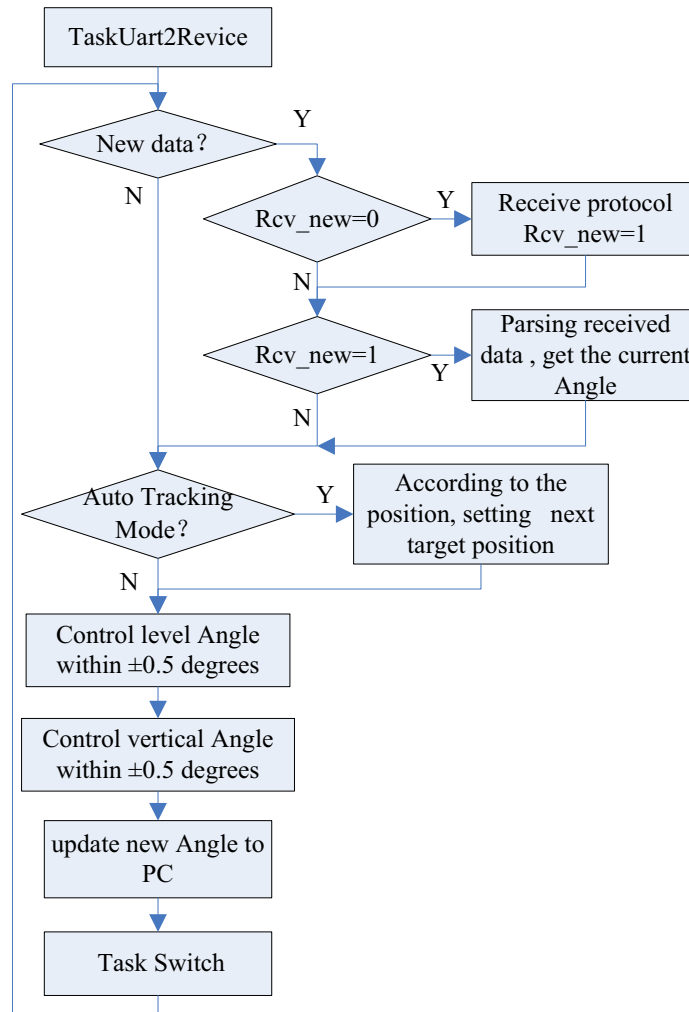 TaskUart2Revice
New data？
Y
N
Rcv_new=0
Y
Receive protocol
Rcv_new=1
N
Rcv_new=1
Y
Parsing received
data , get the current
Angle
N
Auto Tracking
Mode？
Y
According to the
position, setting next
target position
N
Control level Angle
within ±0.5 degrees
Control vertical Angle
within ±0.5 degrees
update new Angle to
PC
Task Switch